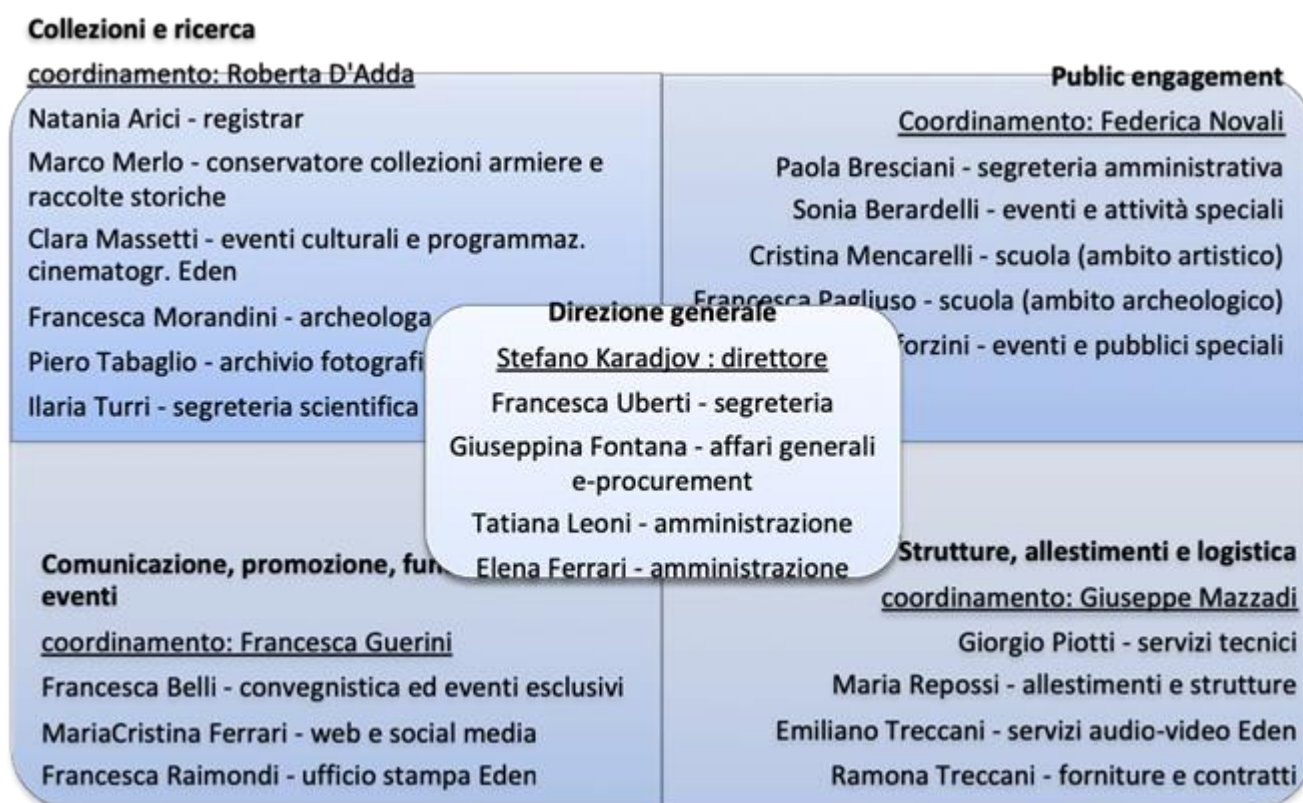 Collezioni e ricerca
coordinamento: Roberta D'Adda
Natania Arici - registrar
Marco Merlo - conservatore collezioni armiere e
raccolte storiche
Clara Massetti - eventi culturali e programmaz.
cinematogr. Eden
Francesca Morandini - archeologa
Piero Tabaglio - archivio
Ilaria Turri - segreteria scientifica
Public engagement
Coordinamento: Federica Novali
Paola Bresciani - segreteria amministrativa
Sonia Berardelli - eventi e attività speciali
Cristina Mencarelli - scuola (ambito artistico)
Francesca Pagliuso - scuola (ambito archeologico)
- eventi e pubblici speciali
Direzione generale
Stefano Karadjov : direttore
Francesca Uberti - segreteria
Giuseppina Fontana - affari generali
e-procurement
Tatiana Leoni - amministrazione
Elena Ferrari - amministrazione
Comunicazione, promozione,
eventi
coordinamento: Francesca Guerini
Francesca Belli - convegnistica ed eventi esclusivi
MariaCristina Ferrari - web e social media
Francesca Raimondi - ufficio stampa Eden
Strutture, allestimenti e logistica
coordinamento: Giuseppe Mazzadi
Giorgio Piotti - servizi tecnici
Maria Repossi - allestimenti e strutture
Emiliano Treccani - servizi audio-video Eden
Ramona Treccani - forniture e contratti